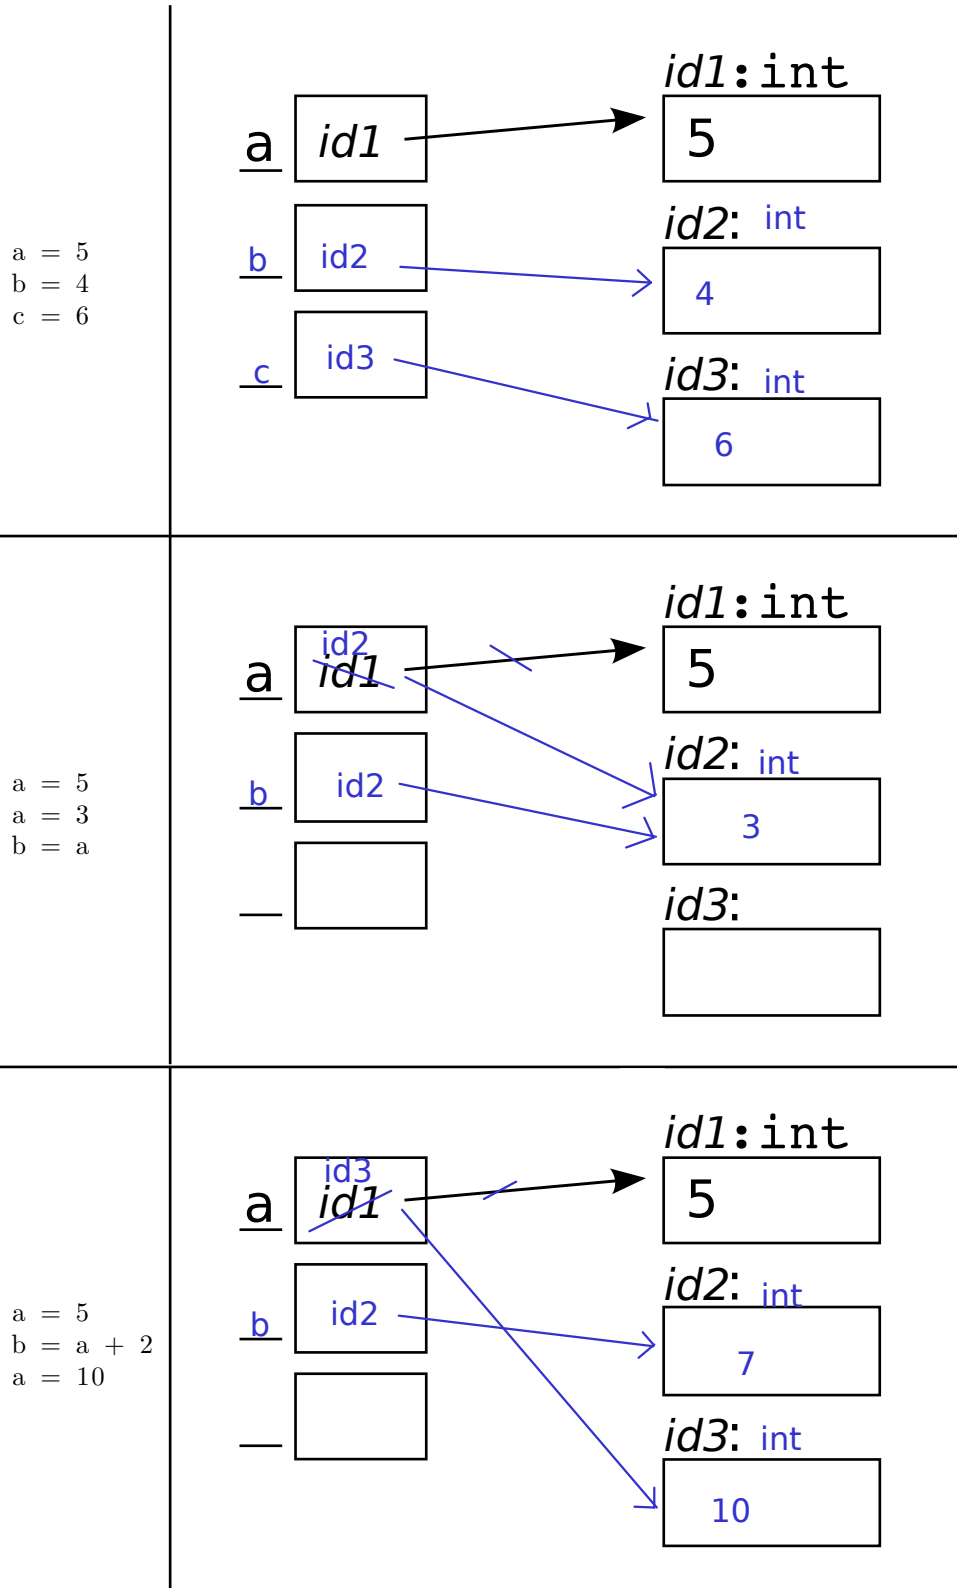 id1:int
a id1 5
id2: int
a = 5
b id2 4
b = 4
c = 6
id3: int
c id3
6
id1:int
id2
a id1 5
id2: int
a = 5
b id2
a = 3
3
b = a
id3:
id1:int
id3
a id1 5
id2: int
a = 5
b id2
b = a + 2
7
a = 10
id3: int
10